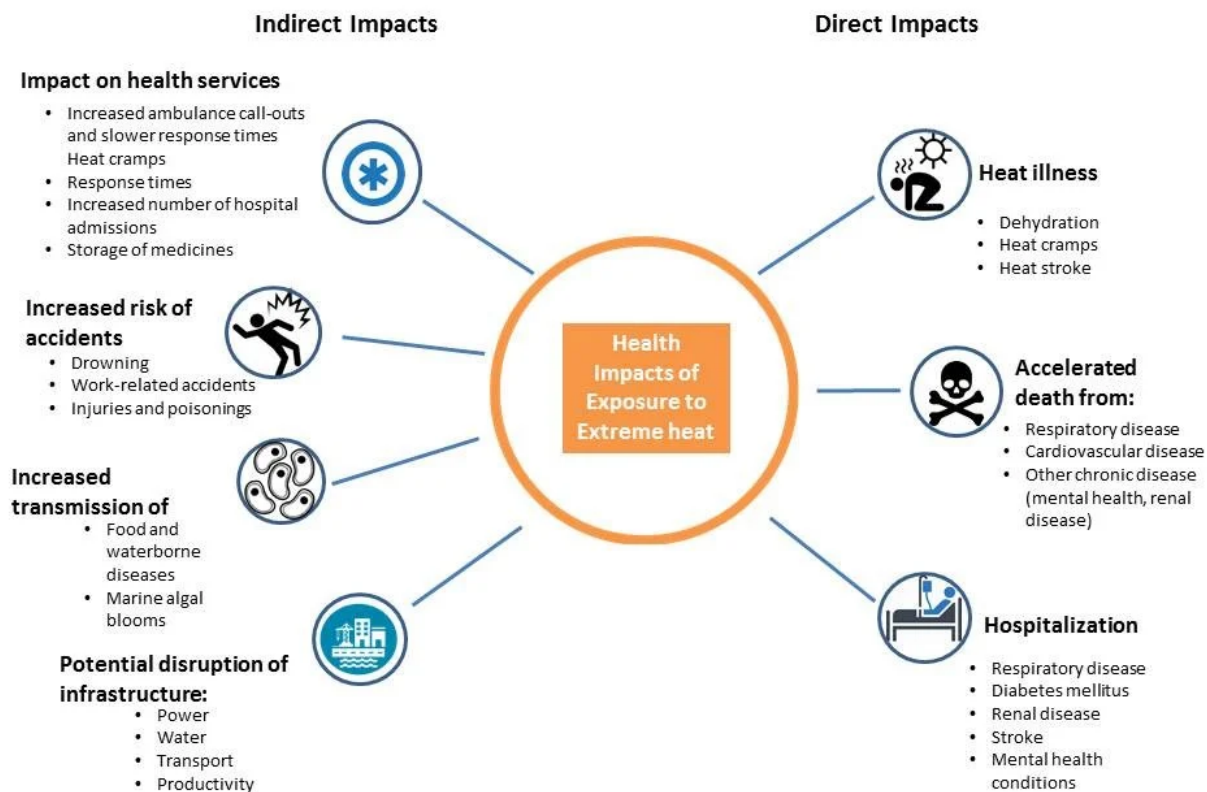 Indirect Impacts
Impact on health services
• Increased ambulance call-outs
and slower response times
Heat cramps
• Response times
• Increased number of hospital
admissions
• Storage of medicines
Increased risk of
accidents
• Drowning
• Work-related accidents
• Injuries and poisonings
Increased
transmission of
• Food and
waterborne
diseases
• Marine algal
blooms
Potential disruption of
infrastructure:
• Power
• Water
• Transport
• Productivity
Health
Impacts of
Exposure to
Extreme heat
Direct Impacts
Heat illness
• Dehydration
• Heat cramps
• Heat stroke
Accelerated
death from:
• Respiratory disease
• Cardiovascular disease
• Other chronic disease
(mental health, renal
disease)
Hospitalization
• Respiratory disease
• Diabetes mellitus
• Renal disease
• Stroke
• Mental health
conditions